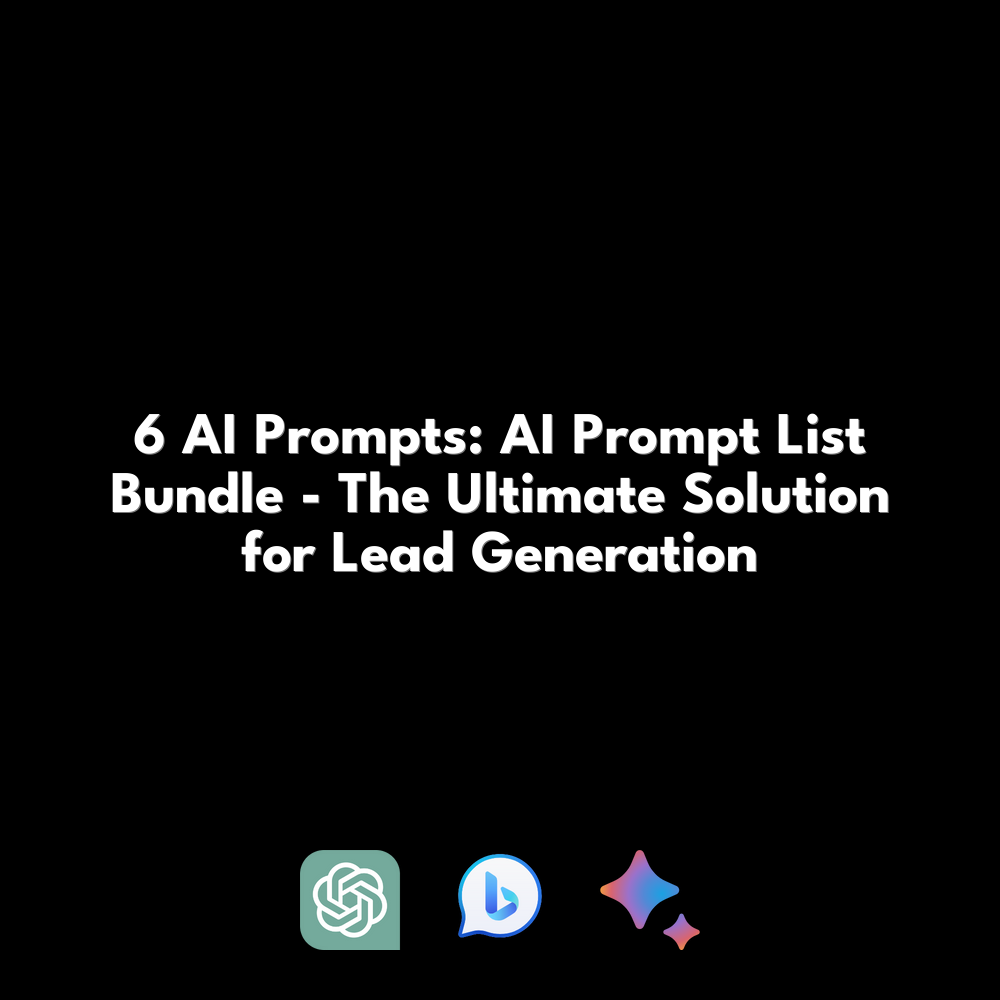 6 AI Prompts: AI Prompt List
Bundle - The Ultimate Solution
for Lead Generation